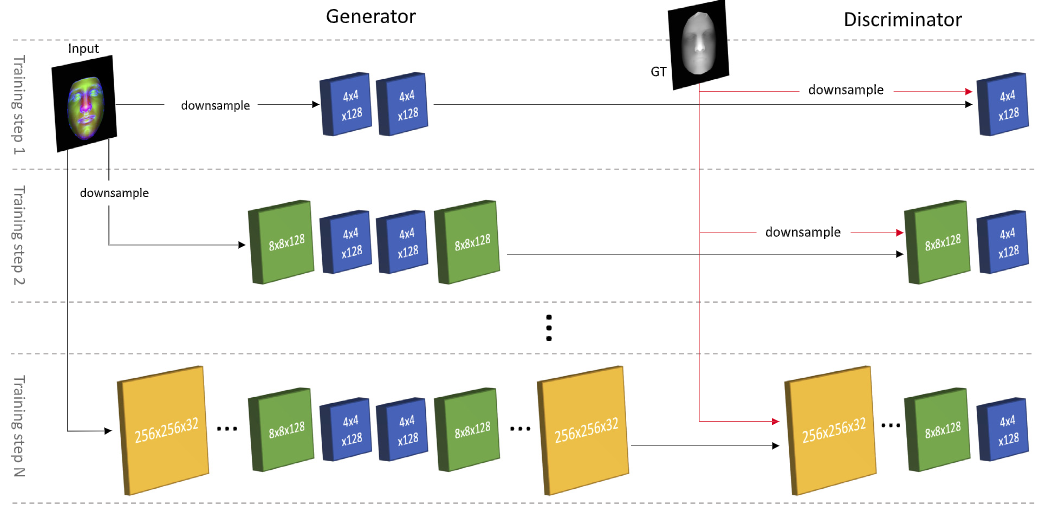 Generator
Discriminator
Training step 1
Input
downsample
4x4
x128
4x4
x128
GT
downsample
4x4
x128
Training step 2
downsample
8x8x128
4x4
x128
4x4
x128
8x8x128
downsample
8x8x128
4x4
x128
Training step N
256x256x32
...
8x8x128
4x4
x128
4x4
x128
8x8x128
...
256x256x32
256x256x32
...
8x8x128
4x4
x128